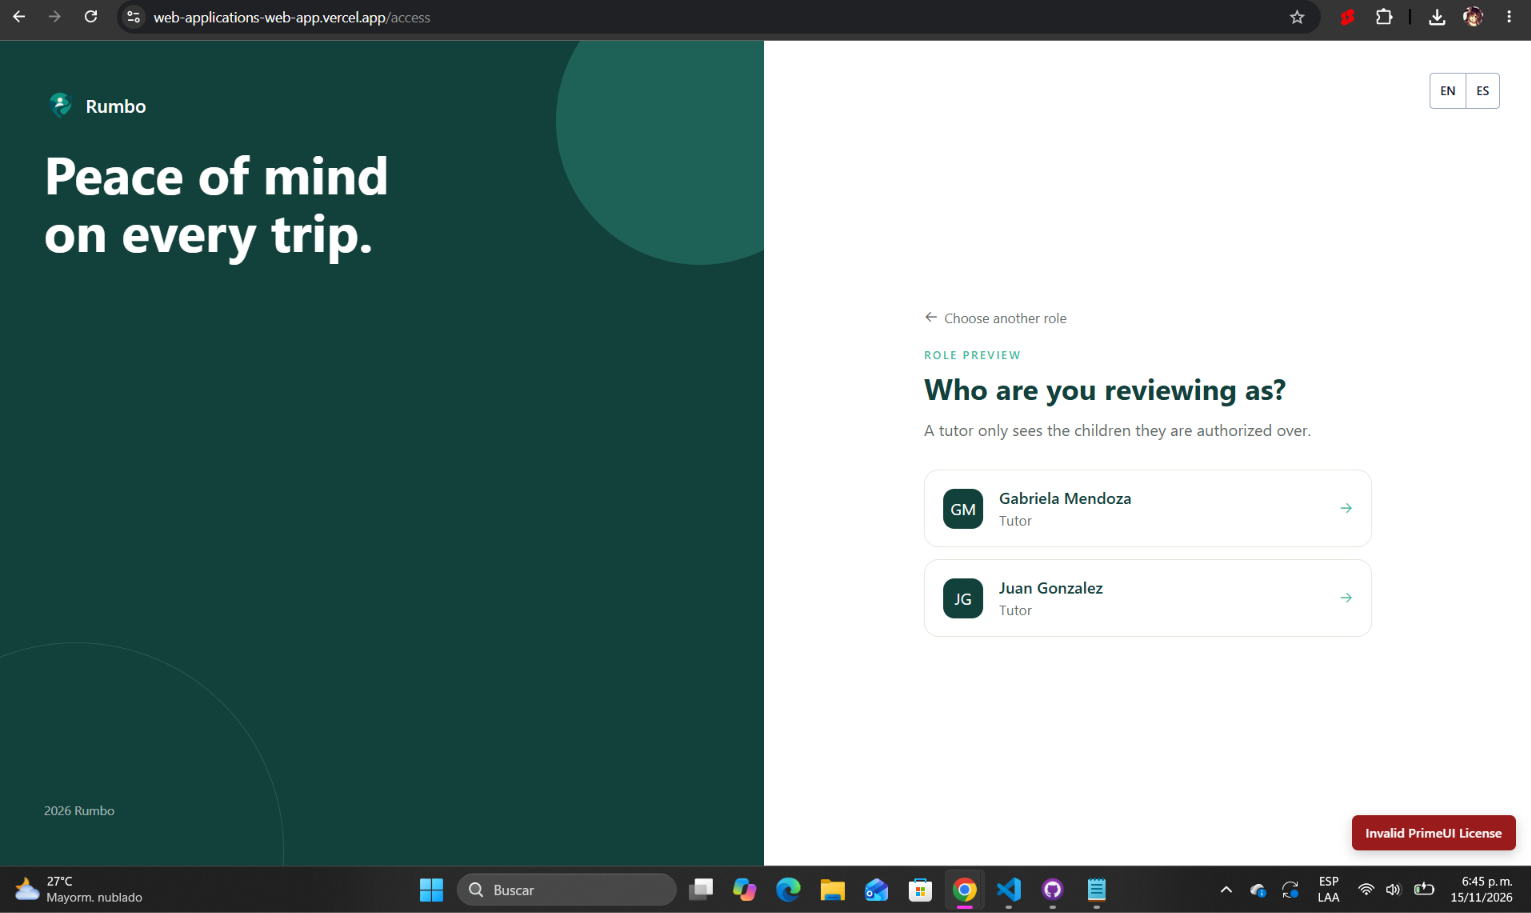 web-applications-web-app.vercel.app/access
Rumbo
Peace of mind
on every trip.
2026 Rumbo
EN
ES
Choose another role
ROLE PREVIEW
Who are you reviewing as?
A tutor only sees the children they are authorized over.
GM
Gabriela Mendoza
Tutor
JG
Juan Gonzalez
Tutor
Invalid PrimeUI License
27°C
Mayorm. nublado
Buscar
ESP
LAA
6:45 p. m.
15/11/2026